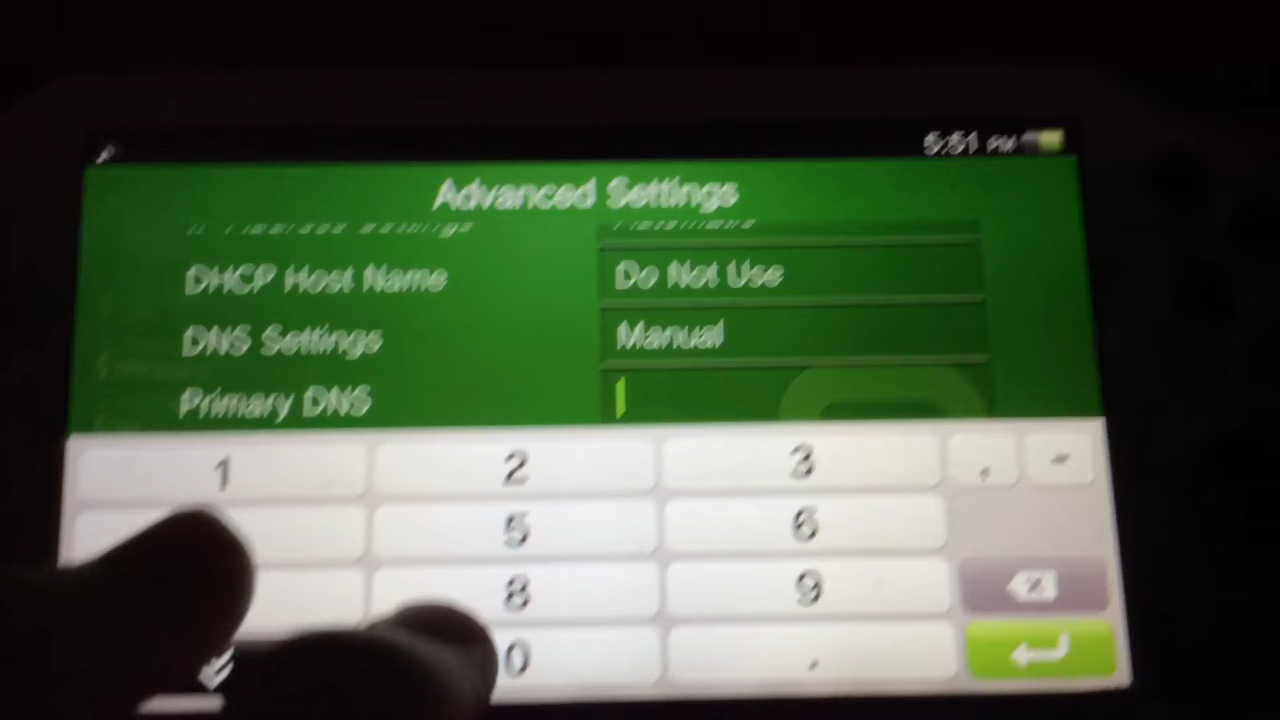 5:51 PM
Advanced Settings
DHCP Host Name Do Not Use
DNS Settings Manual
Primary DNS
1 2 3 , -
5 6
8 9
0 .